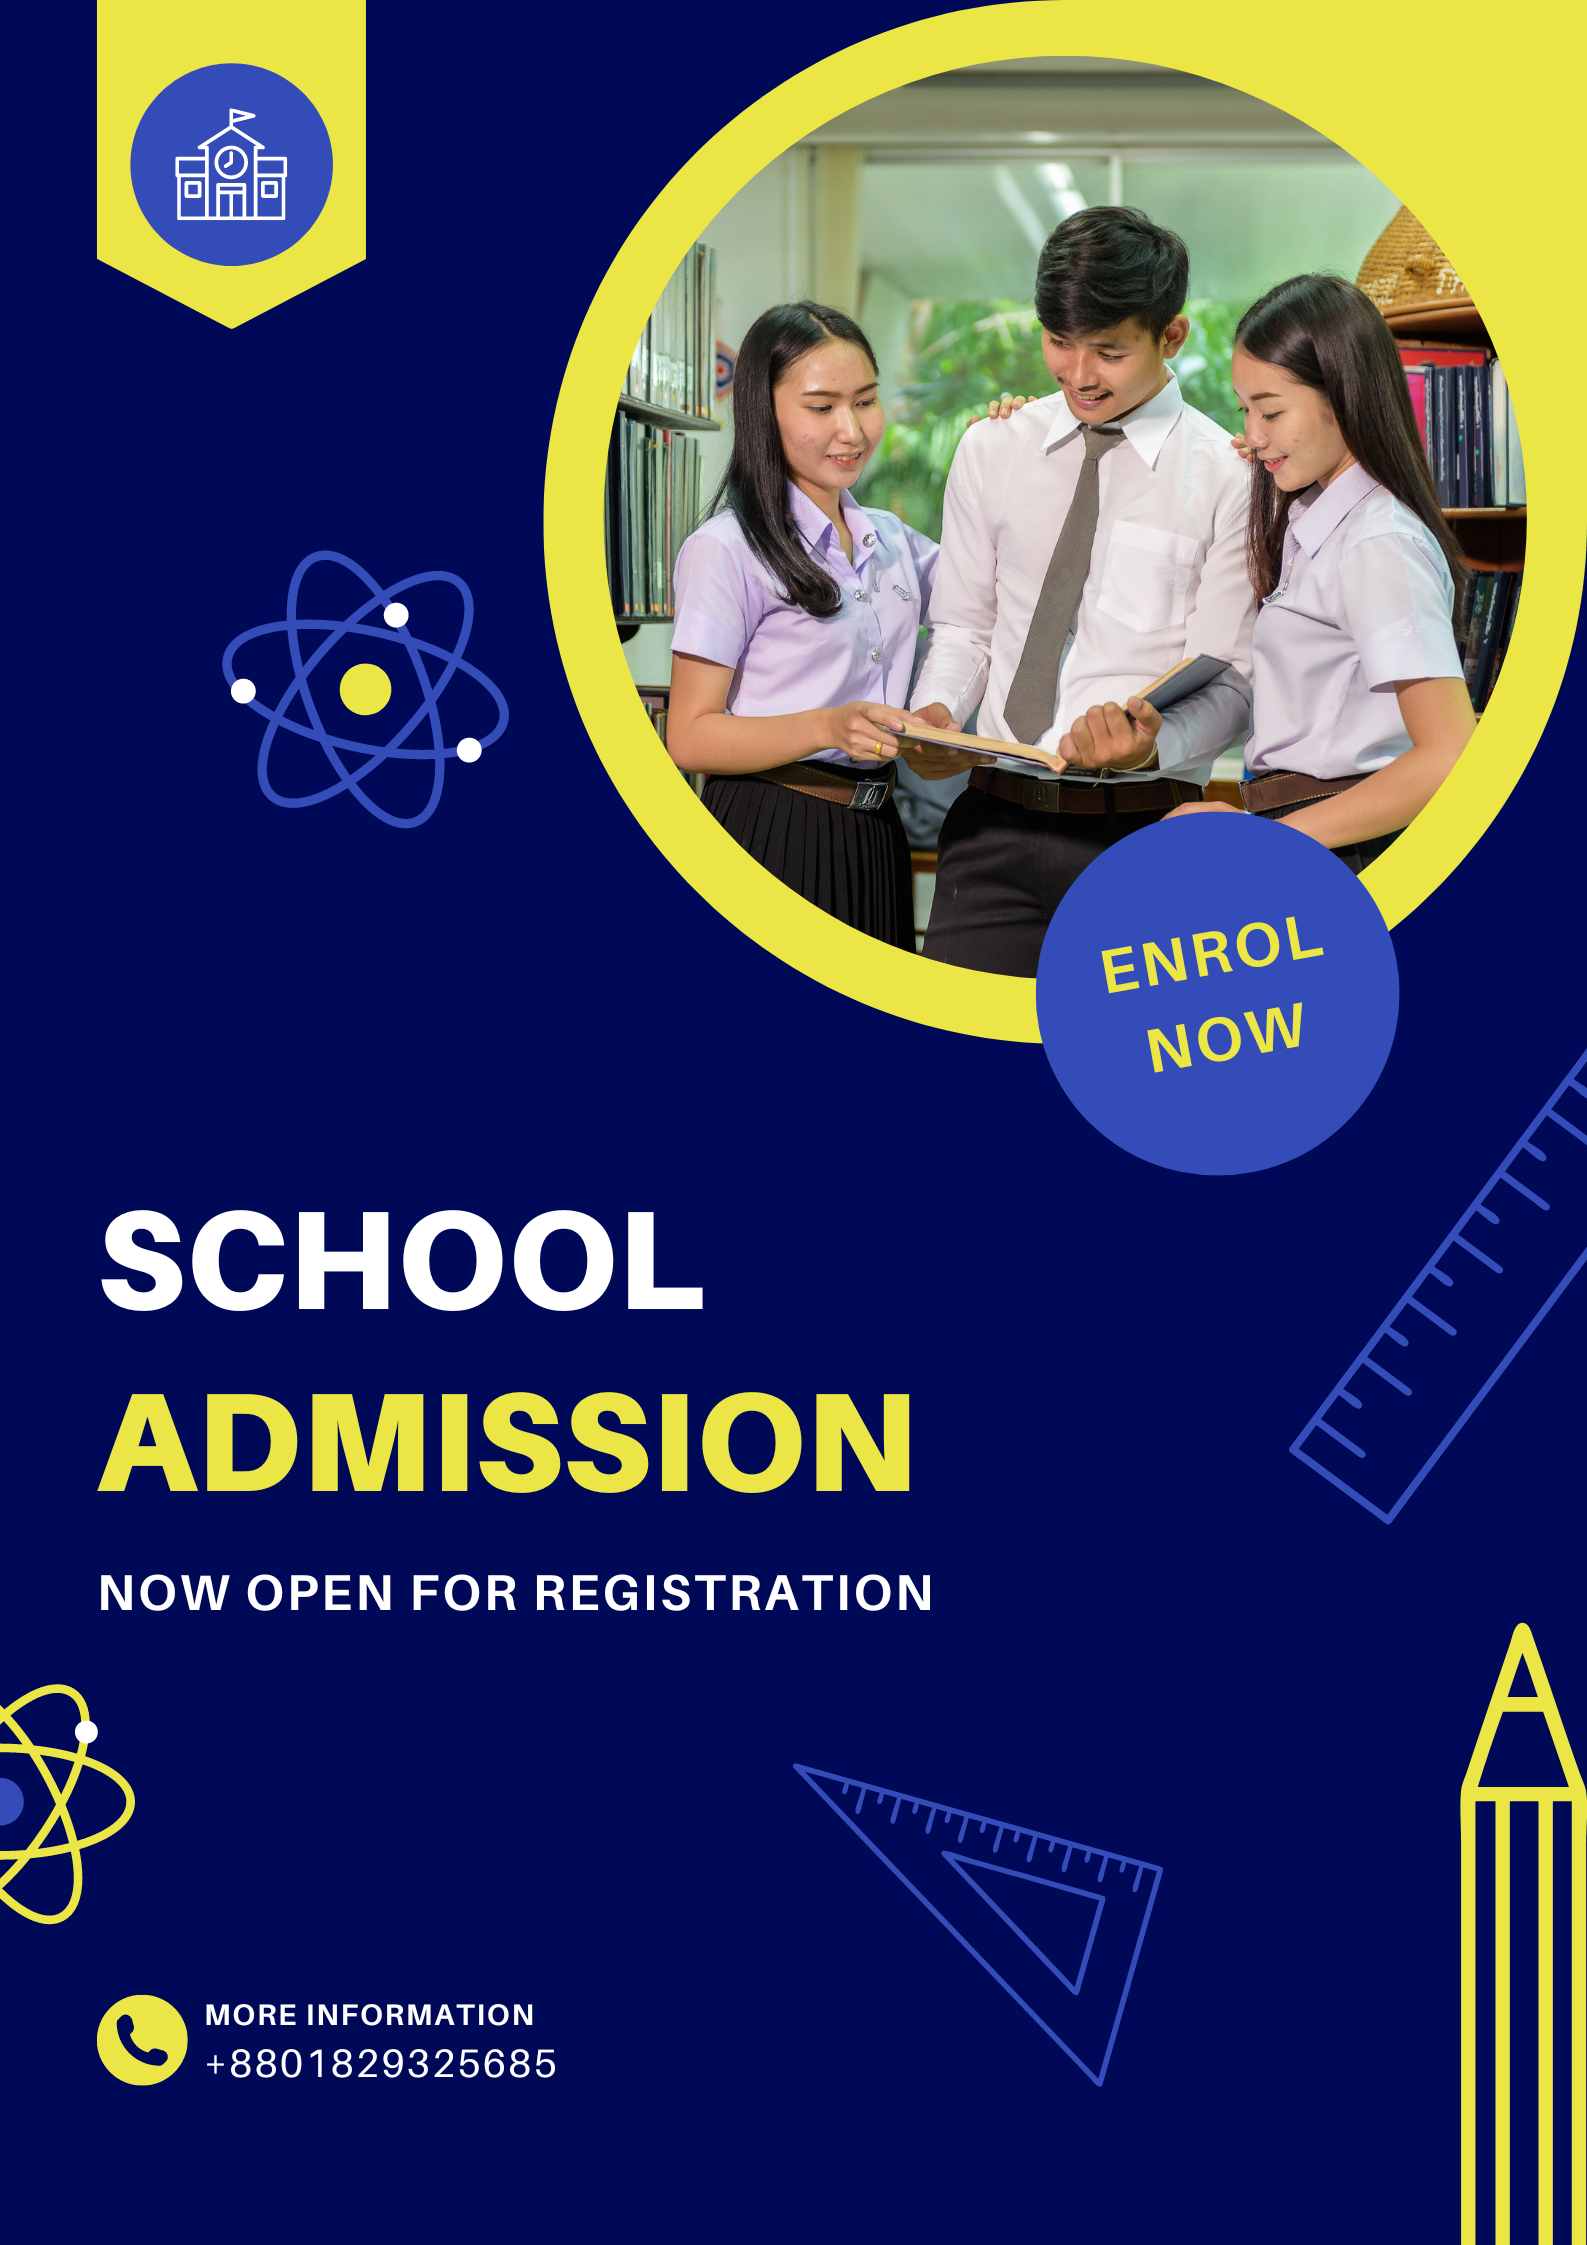 ENROL
NOW
SCHOOL
ADMISSION
NOW OPEN FOR REGISTRATION
MORE INFORMATION
+8801829325685